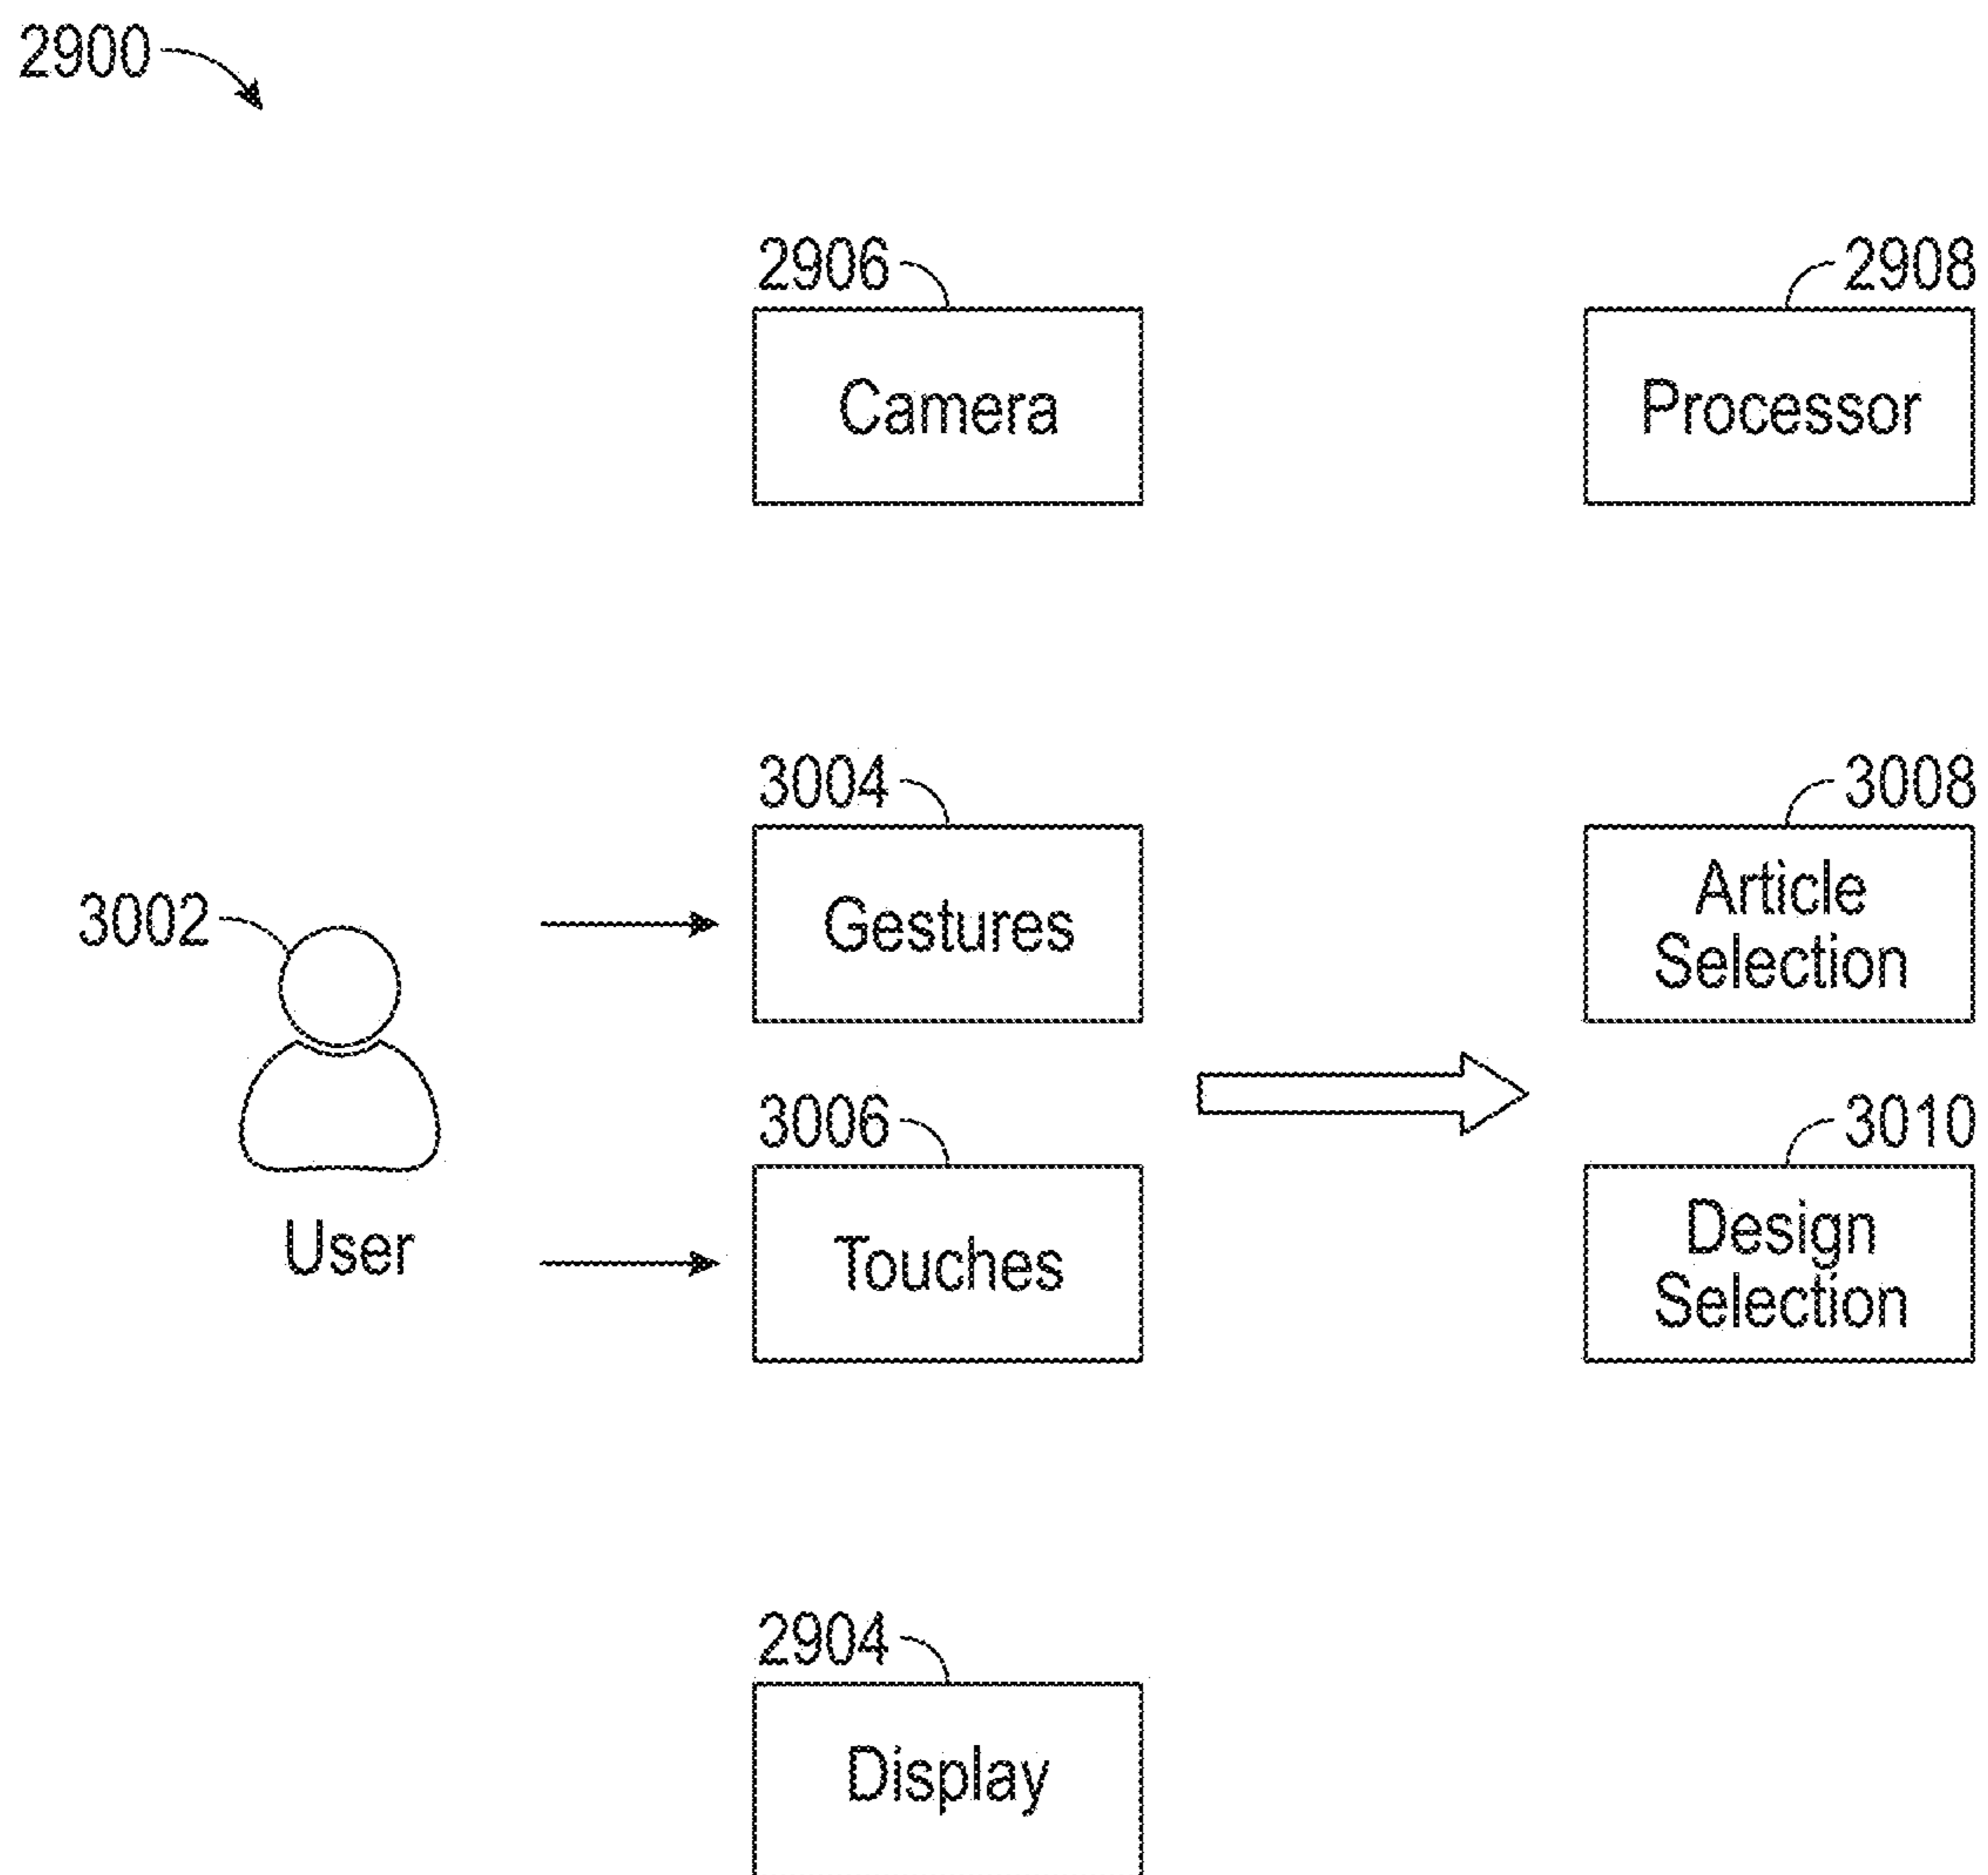 2900
2906
2908
Camera
Processor
3004
3008
Gestures
Article
Selection
3002
User
3006
3010
Touches
Design
Selection
2904
Display